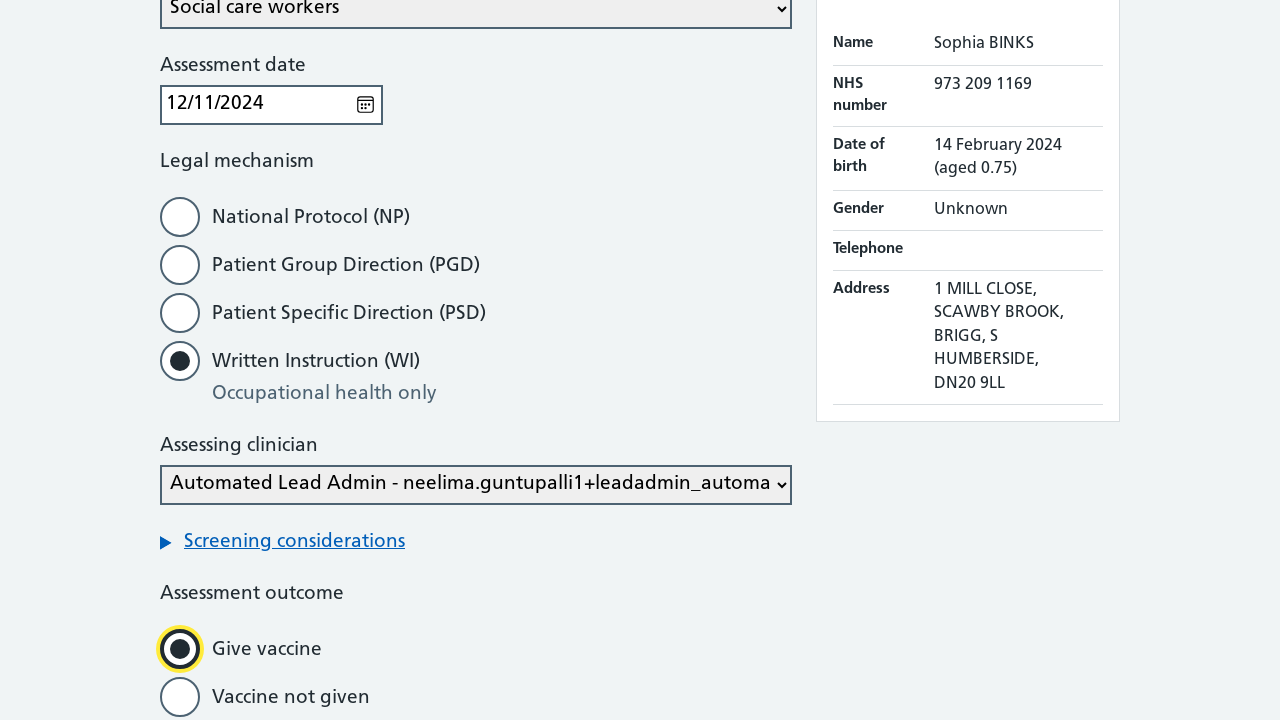 Social care workers
Assessment date
12/11/2024
Legal mechanism
National Protocol (NP)
Patient Group Direction (PGD)
Patient Specific Direction (PSD)
Written Instruction (WI)
Occupational health only
Assessing clinician
Automated Lead Admin - neelima.guntupalli1+leadadmin_automa
Screening considerations
Assessment outcome
Give vaccine
Vaccine not given
Name Sophia BINKS
NHS number 973 209 1169
Date of birth 14 February 2024 (aged 0.75)
Gender Unknown
Telephone
Address 1 MILL CLOSE,
SCAWBY BROOK,
BRIGG, S
HUMBERSIDE,
DN20 9LL